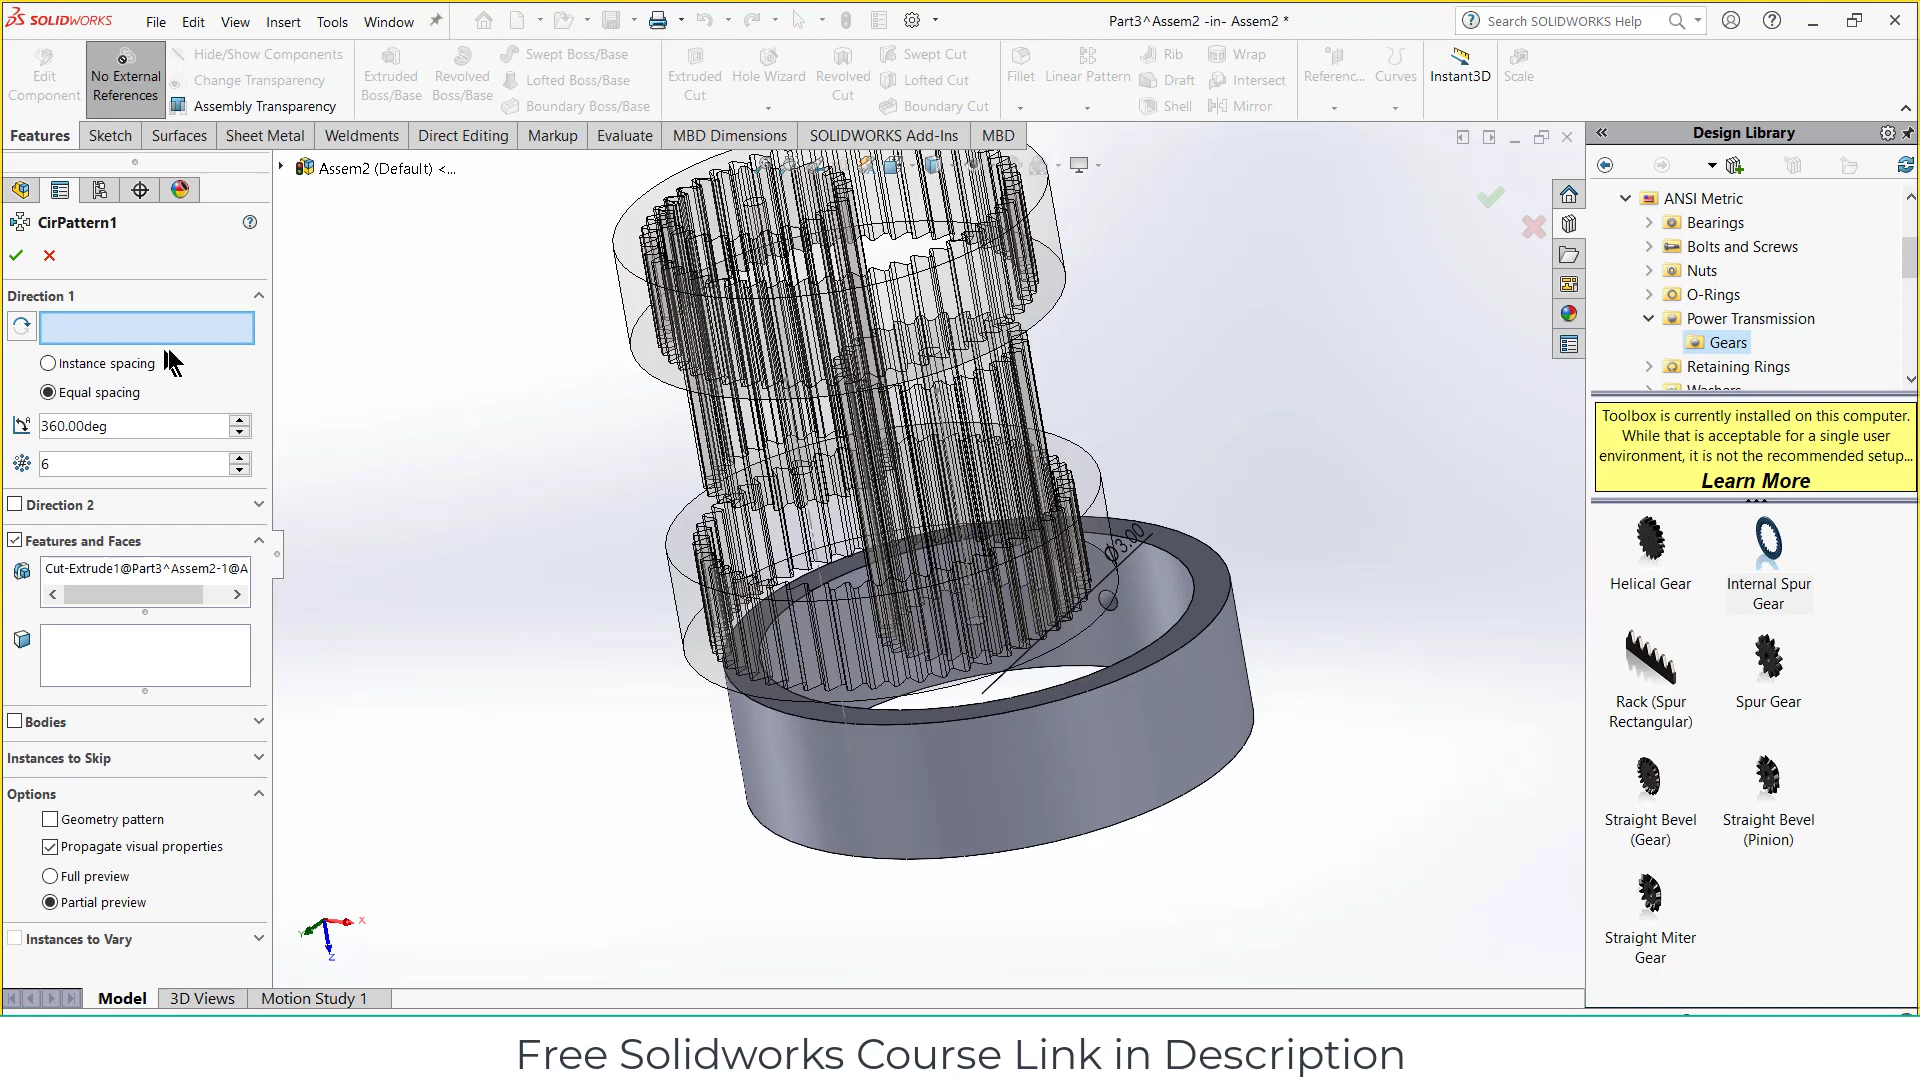 SOLIDWORKS File Edit View Insert Tools Window Part3^Assem2 -in- Assem2 * Search SOLIDWORKS Help
Edit Component
No External References
Hide/Show Components
Change Transparency
Assembly Transparency
Extruded Boss/Base
Revolved Boss/Base
Swept Boss/Base
Lofted Boss/Base
Boundary Boss/Base
Extruded Cut
Hole Wizard
Revolved Cut
Swept Cut
Lofted Cut
Boundary Cut
Fillet
Linear Pattern
Rib
Draft
Shell
Wrap
Intersect
Mirror
Referenc...
Curves
Instant3D
Scale
Features Sketch Surfaces Sheet Metal Weldments Direct Editing Markup Evaluate MBD Dimensions SOLIDWORKS Add-Ins MBD
Assem2 (Default) <...
CirPattern1
Direction 1
Instance spacing
Equal spacing
360.00deg
6
Direction 2
Features and Faces
Cut-Extrude1@Part3^Assem2-1@A
Bodies
Instances to Skip
Options
Geometry pattern
Propagate visual properties
Full preview
Partial preview
Instances to Vary
Ø3.00
X
Y
Z
Model 3D Views Motion Study 1
Design Library
ANSI Metric
Bearings
Bolts and Screws
Nuts
O-Rings
Power Transmission
Gears
Retaining Rings
Washers
Toolbox is currently installed on this computer.
While that is acceptable for a single user
environment, it is not the recommended setup...
Learn More
Helical Gear
Internal Spur Gear
Rack (Spur Rectangular)
Spur Gear
Straight Bevel (Gear)
Straight Bevel (Pinion)
Straight Miter Gear
Free Solidworks Course Link in Description